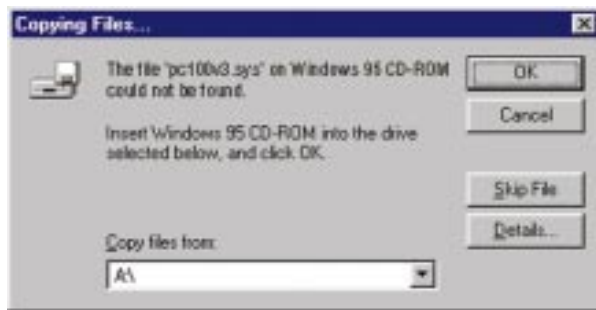 Copying Files...
The file 'pc100v3.sys' on Windows 95 CD-ROM
could not be found.
Insert Windows 95 CD-ROM into the drive
selected below, and click OK.
OK
Cancel
Skip File
Details...
Copy files from:
A:\